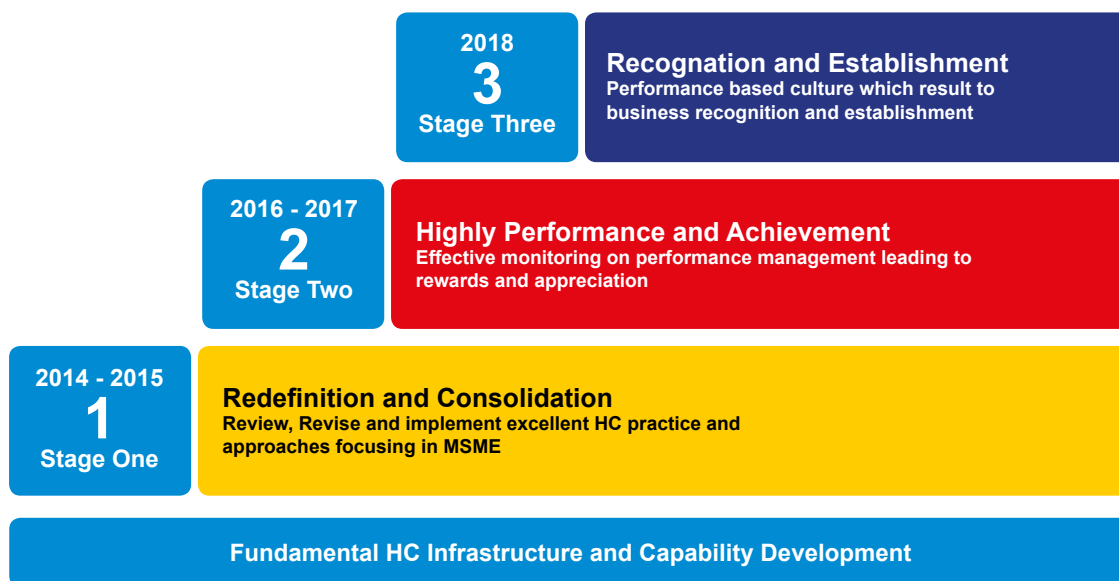 2018
3
Stage Three
Recognation and Establishment
Performance based culture which result to
business recognition and establishment
2016 - 2017
2
Stage Two
Highly Performance and Achievement
Effective monitoring on performance management leading to
rewards and appreciation
2014 - 2015
1
Stage One
Redefinition and Consolidation
Review, Revise and implement excellent HC practice and
approaches focusing in MSME
Fundamental HC Infrastructure and Capability Development